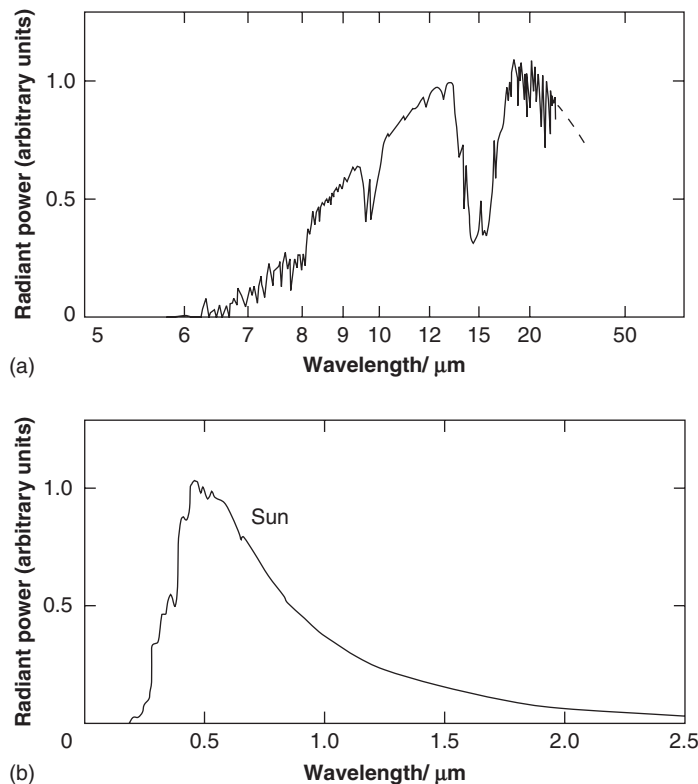 Radiant power (arbitrary units)
1.0
0.5
0
5 6 7 8 9 10 12 15 20 50
Wavelength/ μm
(a)
Radiant power (arbitrary units)
1.0
0.5
Sun
0 0.5 1.0 1.5 2.0 2.5
Wavelength/ μm
(b)